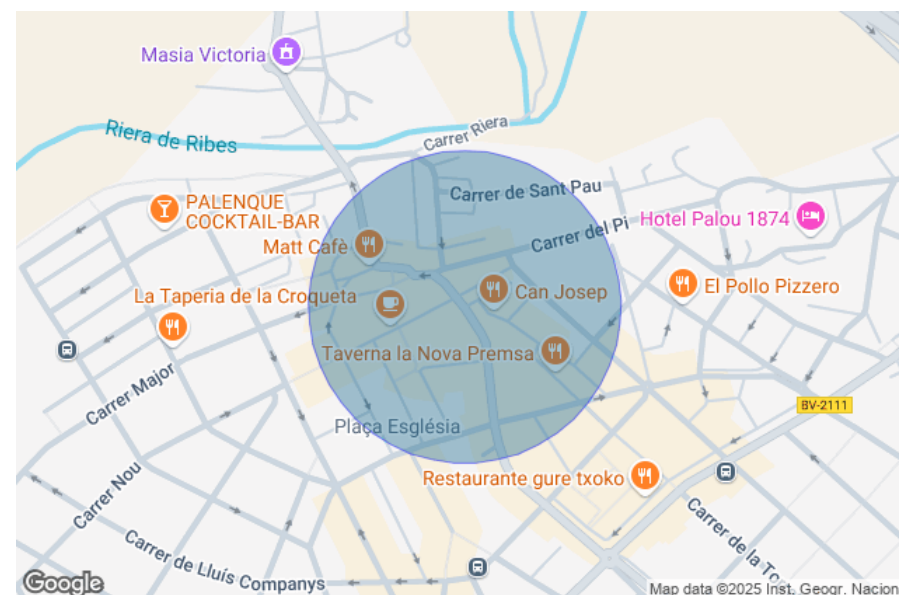 Masia Victoria
Riera de Ribes
Carrer Riera
Carrer de Sant Pau
PALENQUE
COCKTAIL-BAR
Hotel Palou 1874
Carrer del Pi
Matt Cafè
El Pollo Pizzero
La Taperia de la Croqueta
Can Josep
Taverna la Nova Premsa
Carrer Major
BV-2111
Plaça Església
Restaurante gure txoko
Carrer Nou
Carrer de la To
Carrer de Lluís Companys
Google
Map data ©2025 Inst. Geogr. Nacion